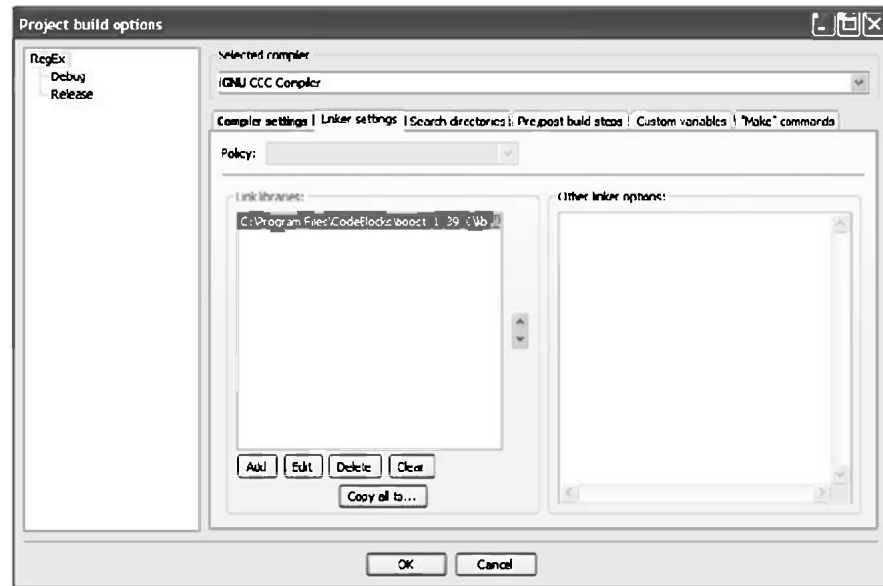 Project build options
RegEx
Debug
Release
Selected compiler
GNU GCC Compiler
Compiler settings Linker settings Search directories Pre/post build steps Custom variables "Make" commands
Policy:
Link libraries:
Other linker options:
C:\Program Files\CodeBlocks\boost_1_39_
Add Edit Delete Clear
Copy all to...
OK Cancel